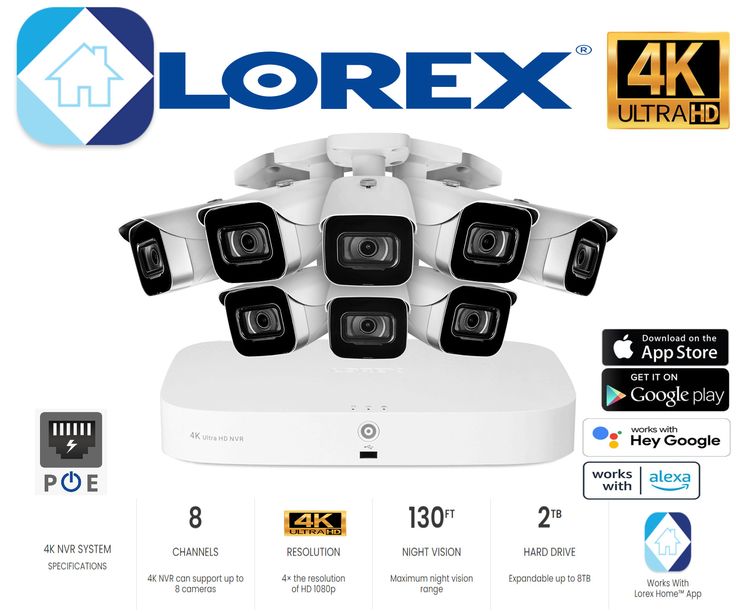 LOREX®
4K
ULTRA HD
LOREX
4K Ultra HD NVR
Download on the
App Store
GET IT ON
Google play
works with
Hey Google
works with
alexa
POE
4K NVR SYSTEM
SPECIFICATIONS
8
CHANNELS
4K NVR can support up to
8 cameras
4K
ULTRA HD
RESOLUTION
4× the resolution
of HD 1080p
130FT
NIGHT VISION
Maximum night vision
range
2TB
HARD DRIVE
Expandable up to 8TB
Works With
Lorex Home™ App